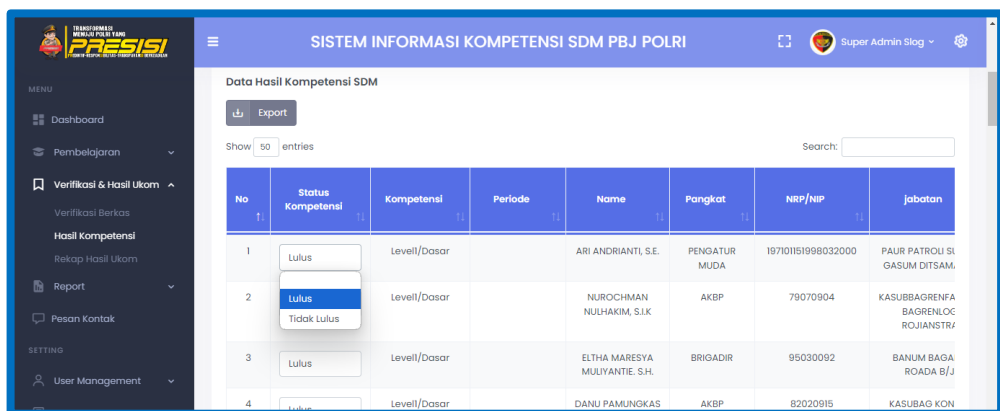 TRANSFORMASI
MENUJU POLRI YANG
PRESISI
SISTEM INFORMASI KOMPETENSI SDM PBJ POLRI
Super Admin Slog
MENU
Dashboard
Pembelajaran
Verifikasi & Hasil Ukom
Verifikasi Berkas
Hasil Kompetensi
Rekap Hasil Ukom
Report
Pesan Kontak
SETTING
User Management
Data Hasil Kompetensi SDM
Export
Show 50 entries
Search:
No Status Kompetensi Kompetensi Periode Name Pangkat NRP/NIP jabatan
1 Lulus Level1/Dasar ARI ANDRIANTI, S.E. PENGATUR MUDA 197101151998032000 PAUR PATROLI SU GASUM DITSAMA
Lulus
Tidak Lulus
2 Level1/Dasar NUROCHMAN NULHAKIM, S.I.K AKBP 79070904 KASUBBAGRENFA BAGRENLOG ROJIANSTRA
3 Lulus Level1/Dasar ELTHA MARESYA MULIYANTIE. S.H. BRIGADIR 95030092 BANUM BAGA ROADA B/J
4 Lulus Level1/Dasar DANU PAMUNGKAS AKBP 82020915 KASUBAG KON